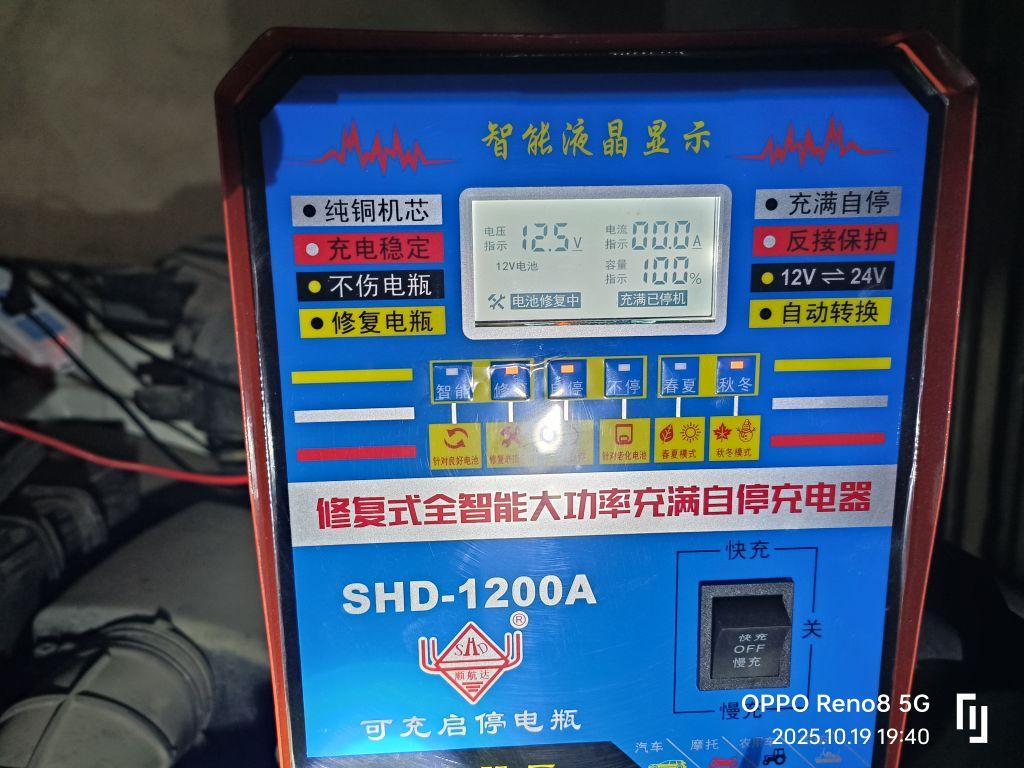 智能液晶显示
纯铜机芯
充电稳定
不伤电瓶
修复电瓶
电压
指示
12.5V
电流
指示
00.0A
12V电池
容量
指示
100%
电池修复中
充满已停机
充满自停
反接保护
12V⇌24V
自动转换
智能
不停
春夏
秋冬
针对良好电池
针对老化电池
春夏模式
秋冬模式
修复式全智能大功率充满自停充电器
SHD-1200A
®
SHD
顺航达
可充启停电瓶
快充
关
慢充
快充
OFF
慢充
汽车
摩托
OPPO Reno8 5G
2025.10.19 19:40